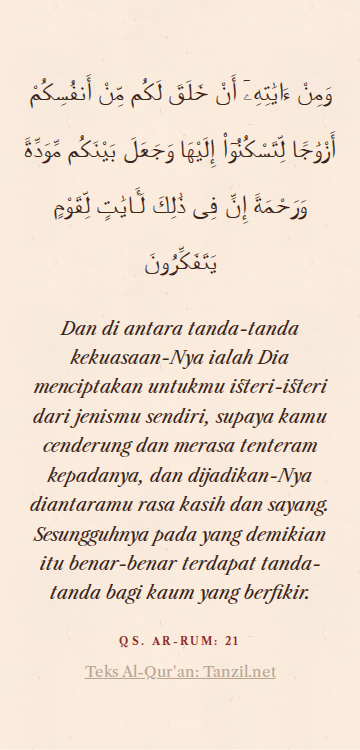 وَمِنْ ءَايَٰتِهِۦٓ أَنْ خَلَقَ لَكُم مِّنْ أَنفُسِكُمْ
أَزْوَٰجًا لِّتَسْكُنُوٓا۟ إِلَيْهَا وَجَعَلَ بَيْنَكُم مَّوَدَّةً
وَرَحْمَةً إِنَّ فِى ذَٰلِكَ لَـَٔايَٰتٍ لِّقَوْمٍ
يَتَفَكَّرُونَ
Dan di antara tanda-tanda
kekuasaan-Nya ialah Dia
menciptakan untukmu isteri-isteri
dari jenismu sendiri, supaya kamu
cenderung dan merasa tenteram
kepadanya, dan dijadikan-Nya
diantaramu rasa kasih dan sayang.
Sesungguhnya pada yang demikian
itu benar-benar terdapat tanda-
tanda bagi kaum yang berfikir.
QS. AR-RUM: 21
Teks Al-Qur'an: Tanzil.net